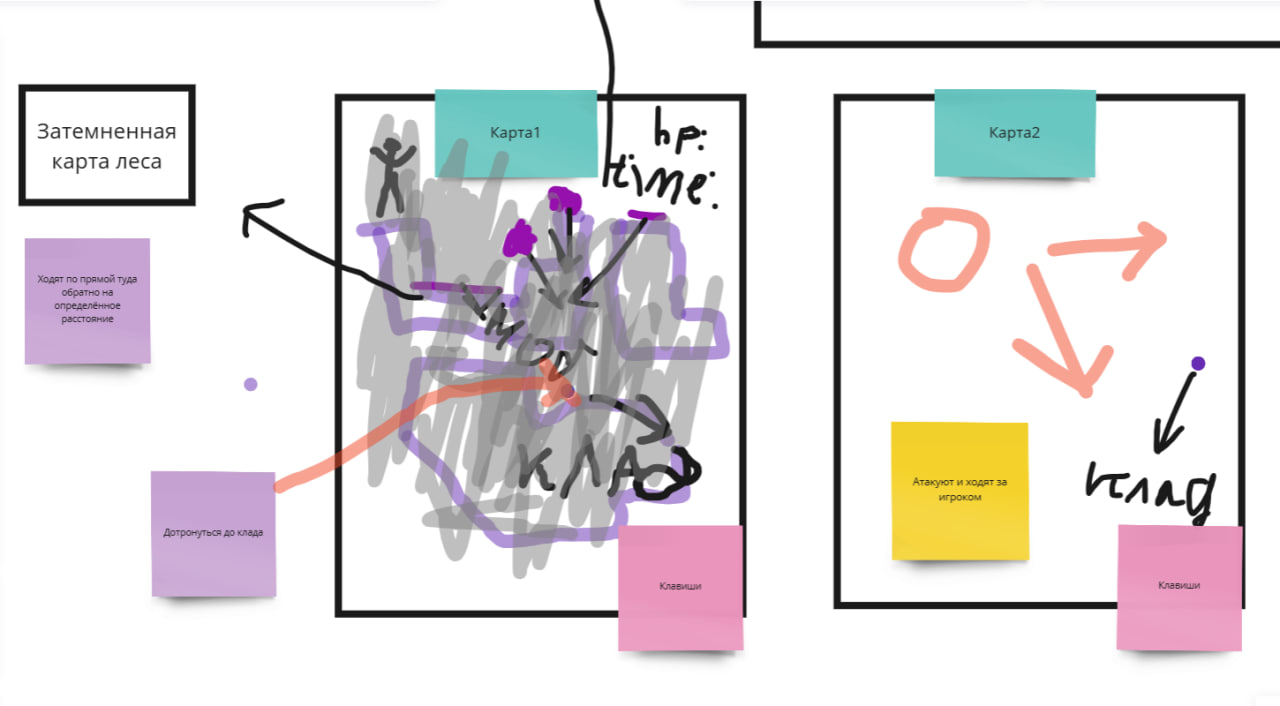 Затемненная
карта леса
Ходят по прямой туда
обратно на
определённое
расстояние
Дотронуться до клада
Карта1
hp:
time:
клад
Клавиши
Карта2
Атакуют и ходят за
игроком
клад
Клавиши